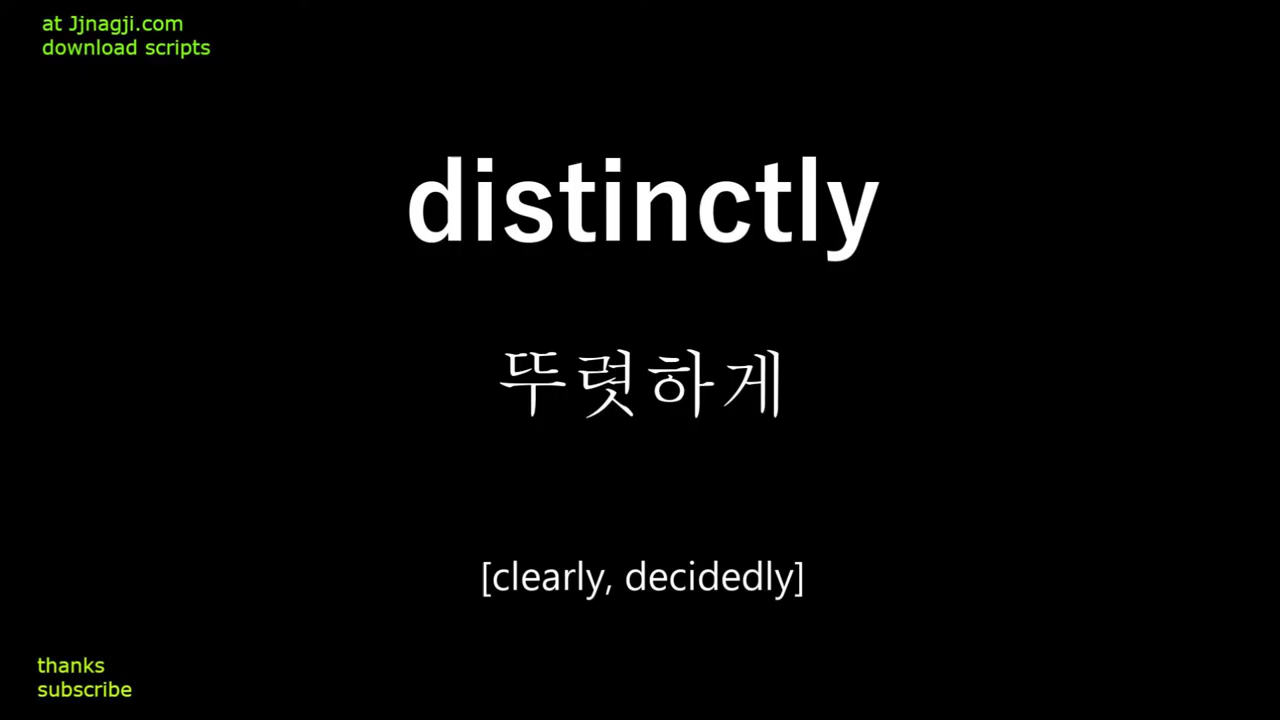 at Jjnagji.com
download scripts
distinctly
뚜렷하게
[clearly, decidedly]
thanks
subscribe